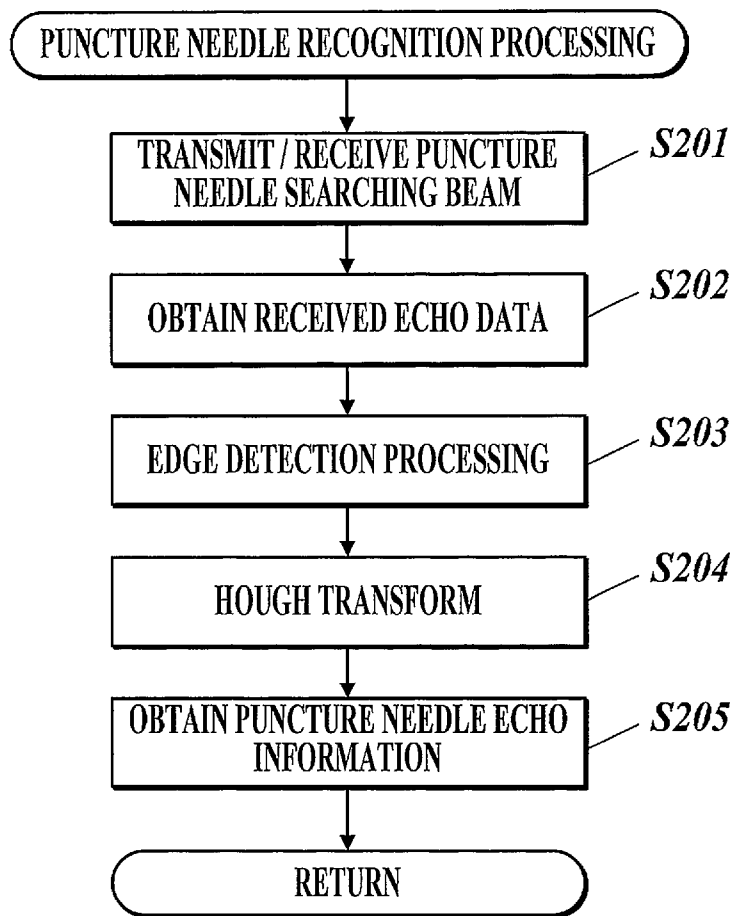 PUNCTURE NEEDLE RECOGNITION PROCESSING
TRANSMIT / RECEIVE PUNCTURE
NEEDLE SEARCHING BEAM
S201
OBTAIN RECEIVED ECHO DATA
S202
EDGE DETECTION PROCESSING
S203
HOUGH TRANSFORM
S204
OBTAIN PUNCTURE NEEDLE ECHO
INFORMATION
S205
RETURN